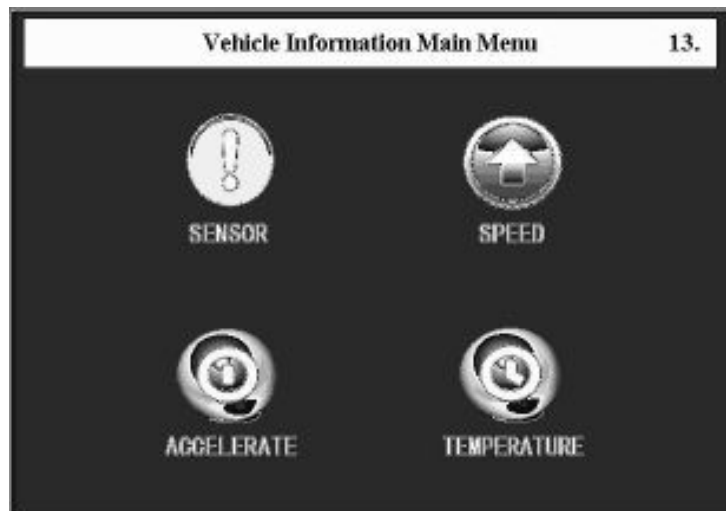 Vehicle Information Main Menu 13.
SENSOR SPEED
ACCELERATE TEMPERATURE